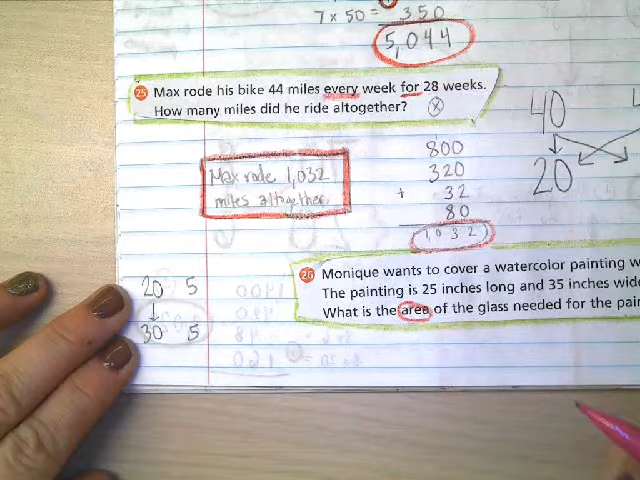 7 x 50 = 350
5,044
25 Max rode his bike 44 miles every week for 28 weeks.
How many miles did he ride altogether? x
40
20
800
320
+ 32
80
1032
Max rode 1,032
miles altogether.
26 Monique wants to cover a watercolor painting w
The painting is 25 inches long and 35 inches wide
What is the area of the glass needed for the pai
20 5
30 5